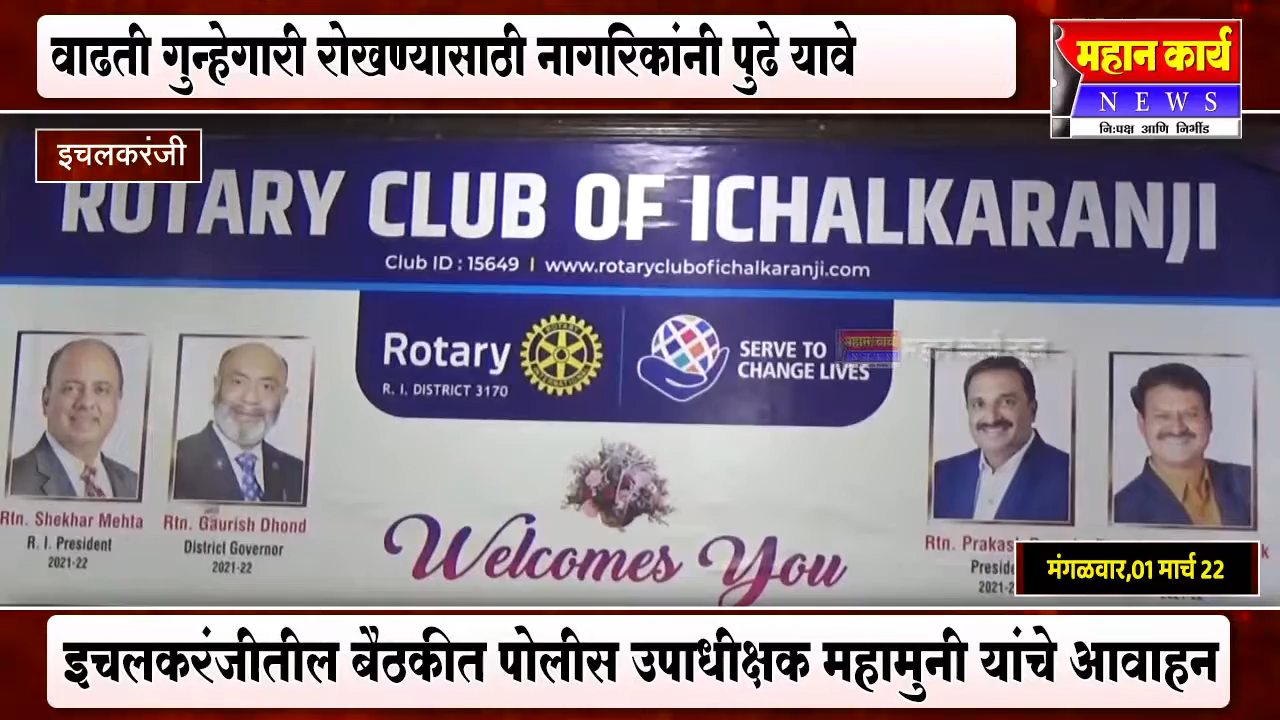 वाढती गुन्हेगारी रोखण्यासाठी नागरिकांनी पुढे यावे
महान कार्य
NEWS
नि:पक्ष आणि निर्भीड
इचलकरंजी
ROTARY CLUB OF ICHALKARANJI
Club ID : 15649 | www.rotaryclubofichalkaranji.com
Rotary
R. I. DISTRICT 3170
SERVE TO
CHANGE LIVES
महान कार्य
Rtn. Shekhar Mehta
R. I. President
2021-22
Rtn. Gaurish Dhond
District Governor
2021-22
Welcomes You
Rtn. Prakash
मंगळवार,01 मार्च 22
इचलकरंजीतील बैठकीत पोलीस उपाधीक्षक महामुनी यांचे आवाहन